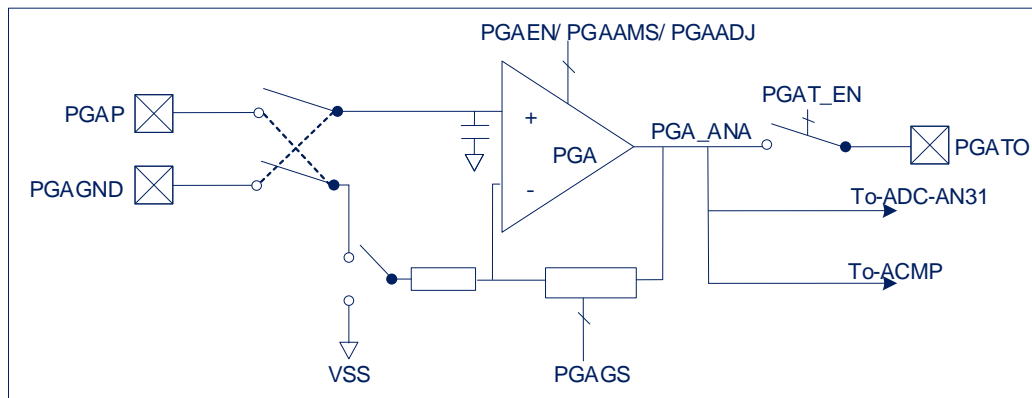 PGAEN/ PGAAMS/ PGAADJ
PGAP
PGAT_EN
+
PGA_ANA
PGA
PGATO
PGAGND
-
To-ADC-AN31
To-ACMP
VSS
PGAGS